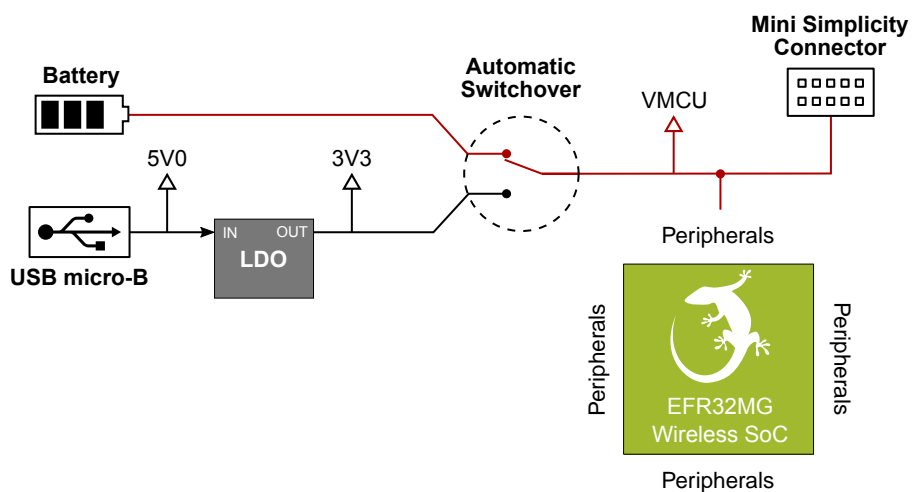 Mini Simplicity
Connector
Battery
Automatic
Switchover
VMCU
5V0
3V3
IN
OUT
LDO
USB micro-B
Peripherals
Peripherals
Peripherals
EFR32MG
Wireless SoC
Peripherals